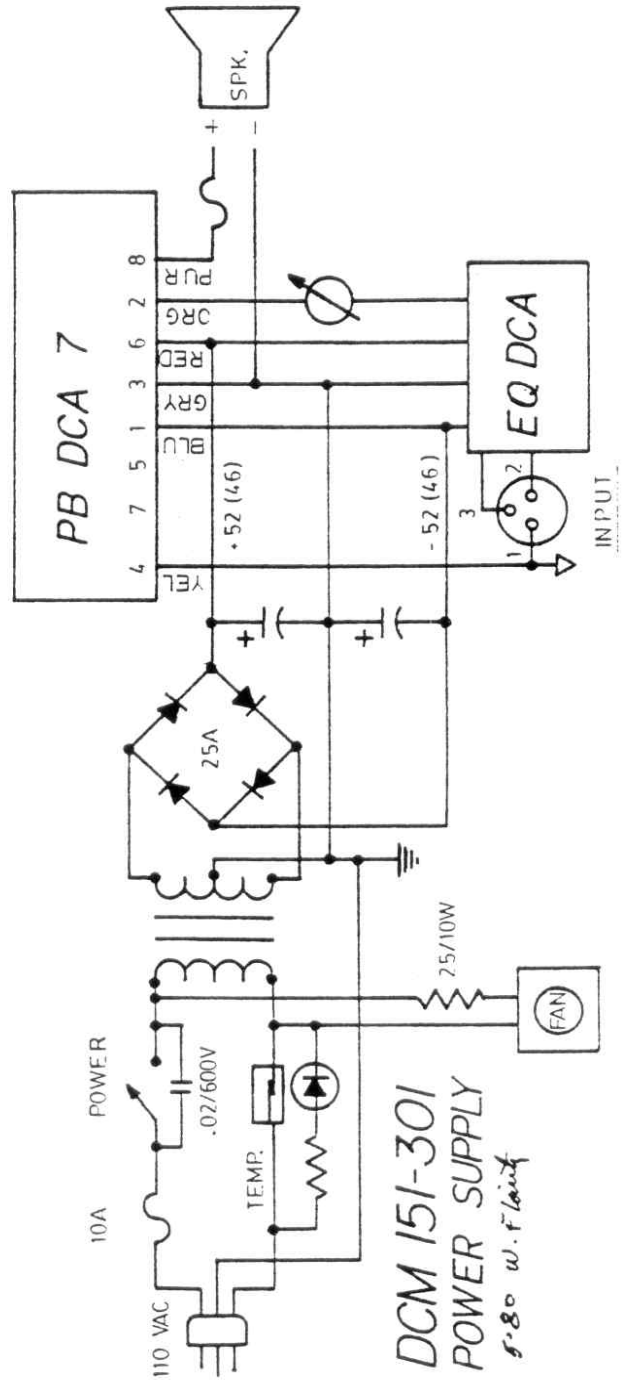 110 VAC
10A
POWER
.02/600V
TEMP.
25A
25/10W
FAN
PB DCA 7
4 7 5 1 3 6 2 8
YEL BLU GRY RED ORG PUR
+52 (46)
-52 (46)
+
+
+
-
SPK.
EQ DCA
1 2 3
INPUT
DCM 151-301
POWER SUPPLY
5·80 W. F